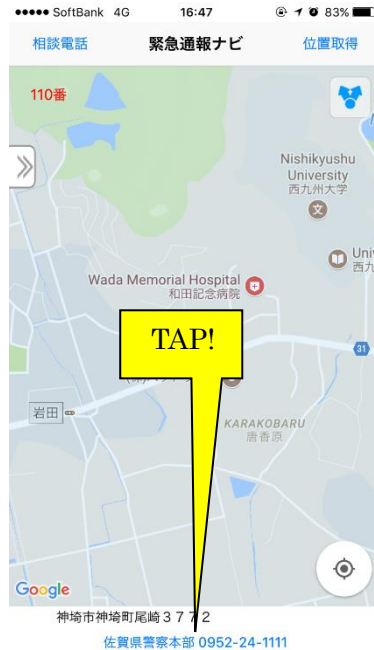 SoftBank 4G 16:47 83%
相談電話 緊急通報ナビ 位置取得
110番
Nishikyushu
University
西九州大学
Wada Memorial Hospital
和田記念病院
TAP!
31
岩田
KARAKOBARU
唐香原
Google
神埼市神埼町尾崎3772
佐賀県警察本部 0952-24-1111